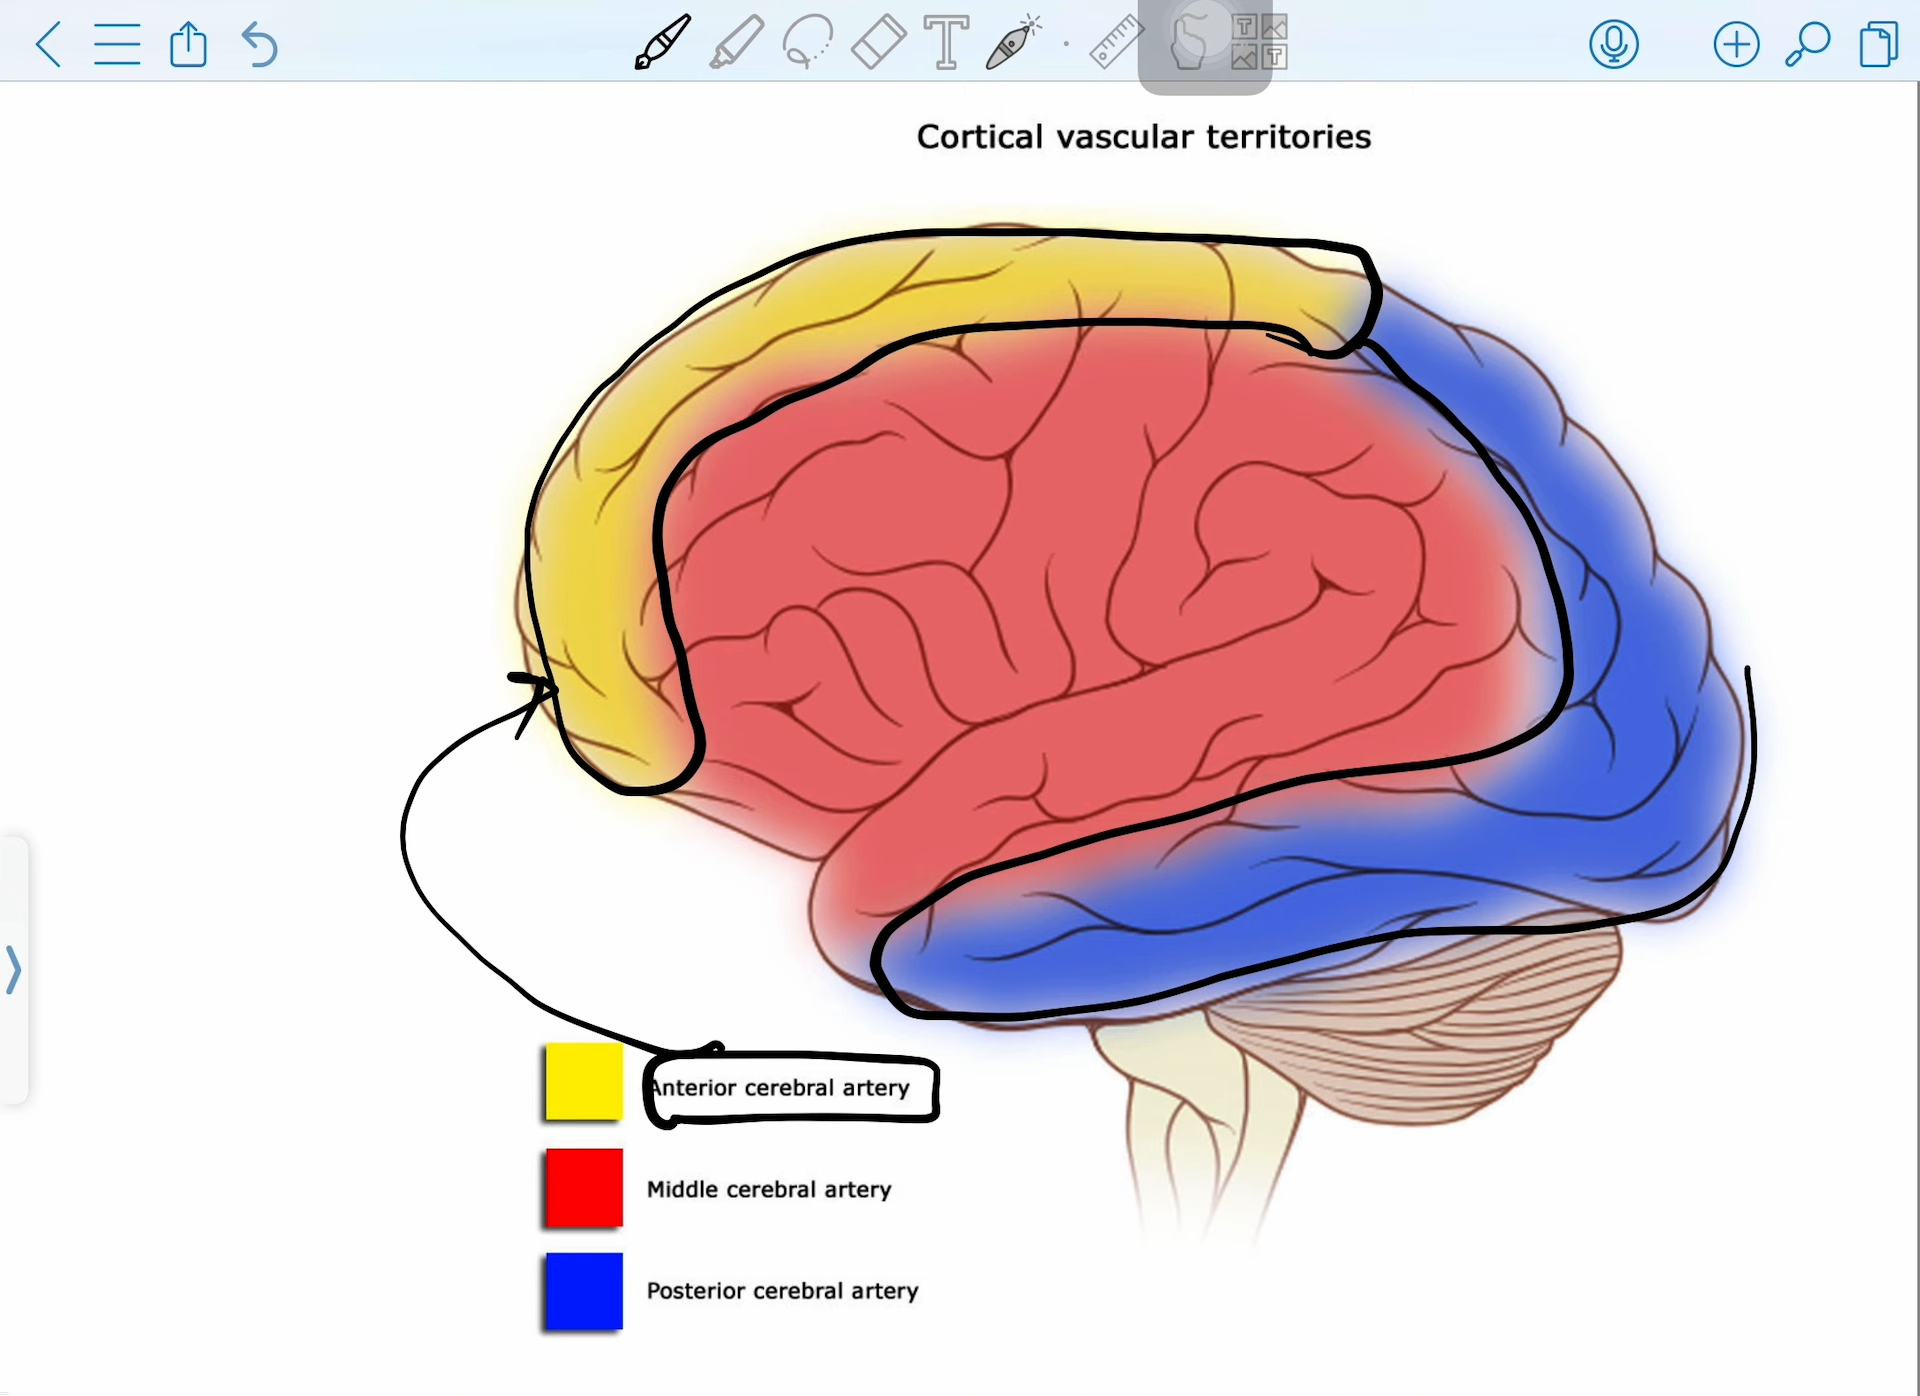 Cortical vascular territories
Anterior cerebral artery
Middle cerebral artery
Posterior cerebral artery